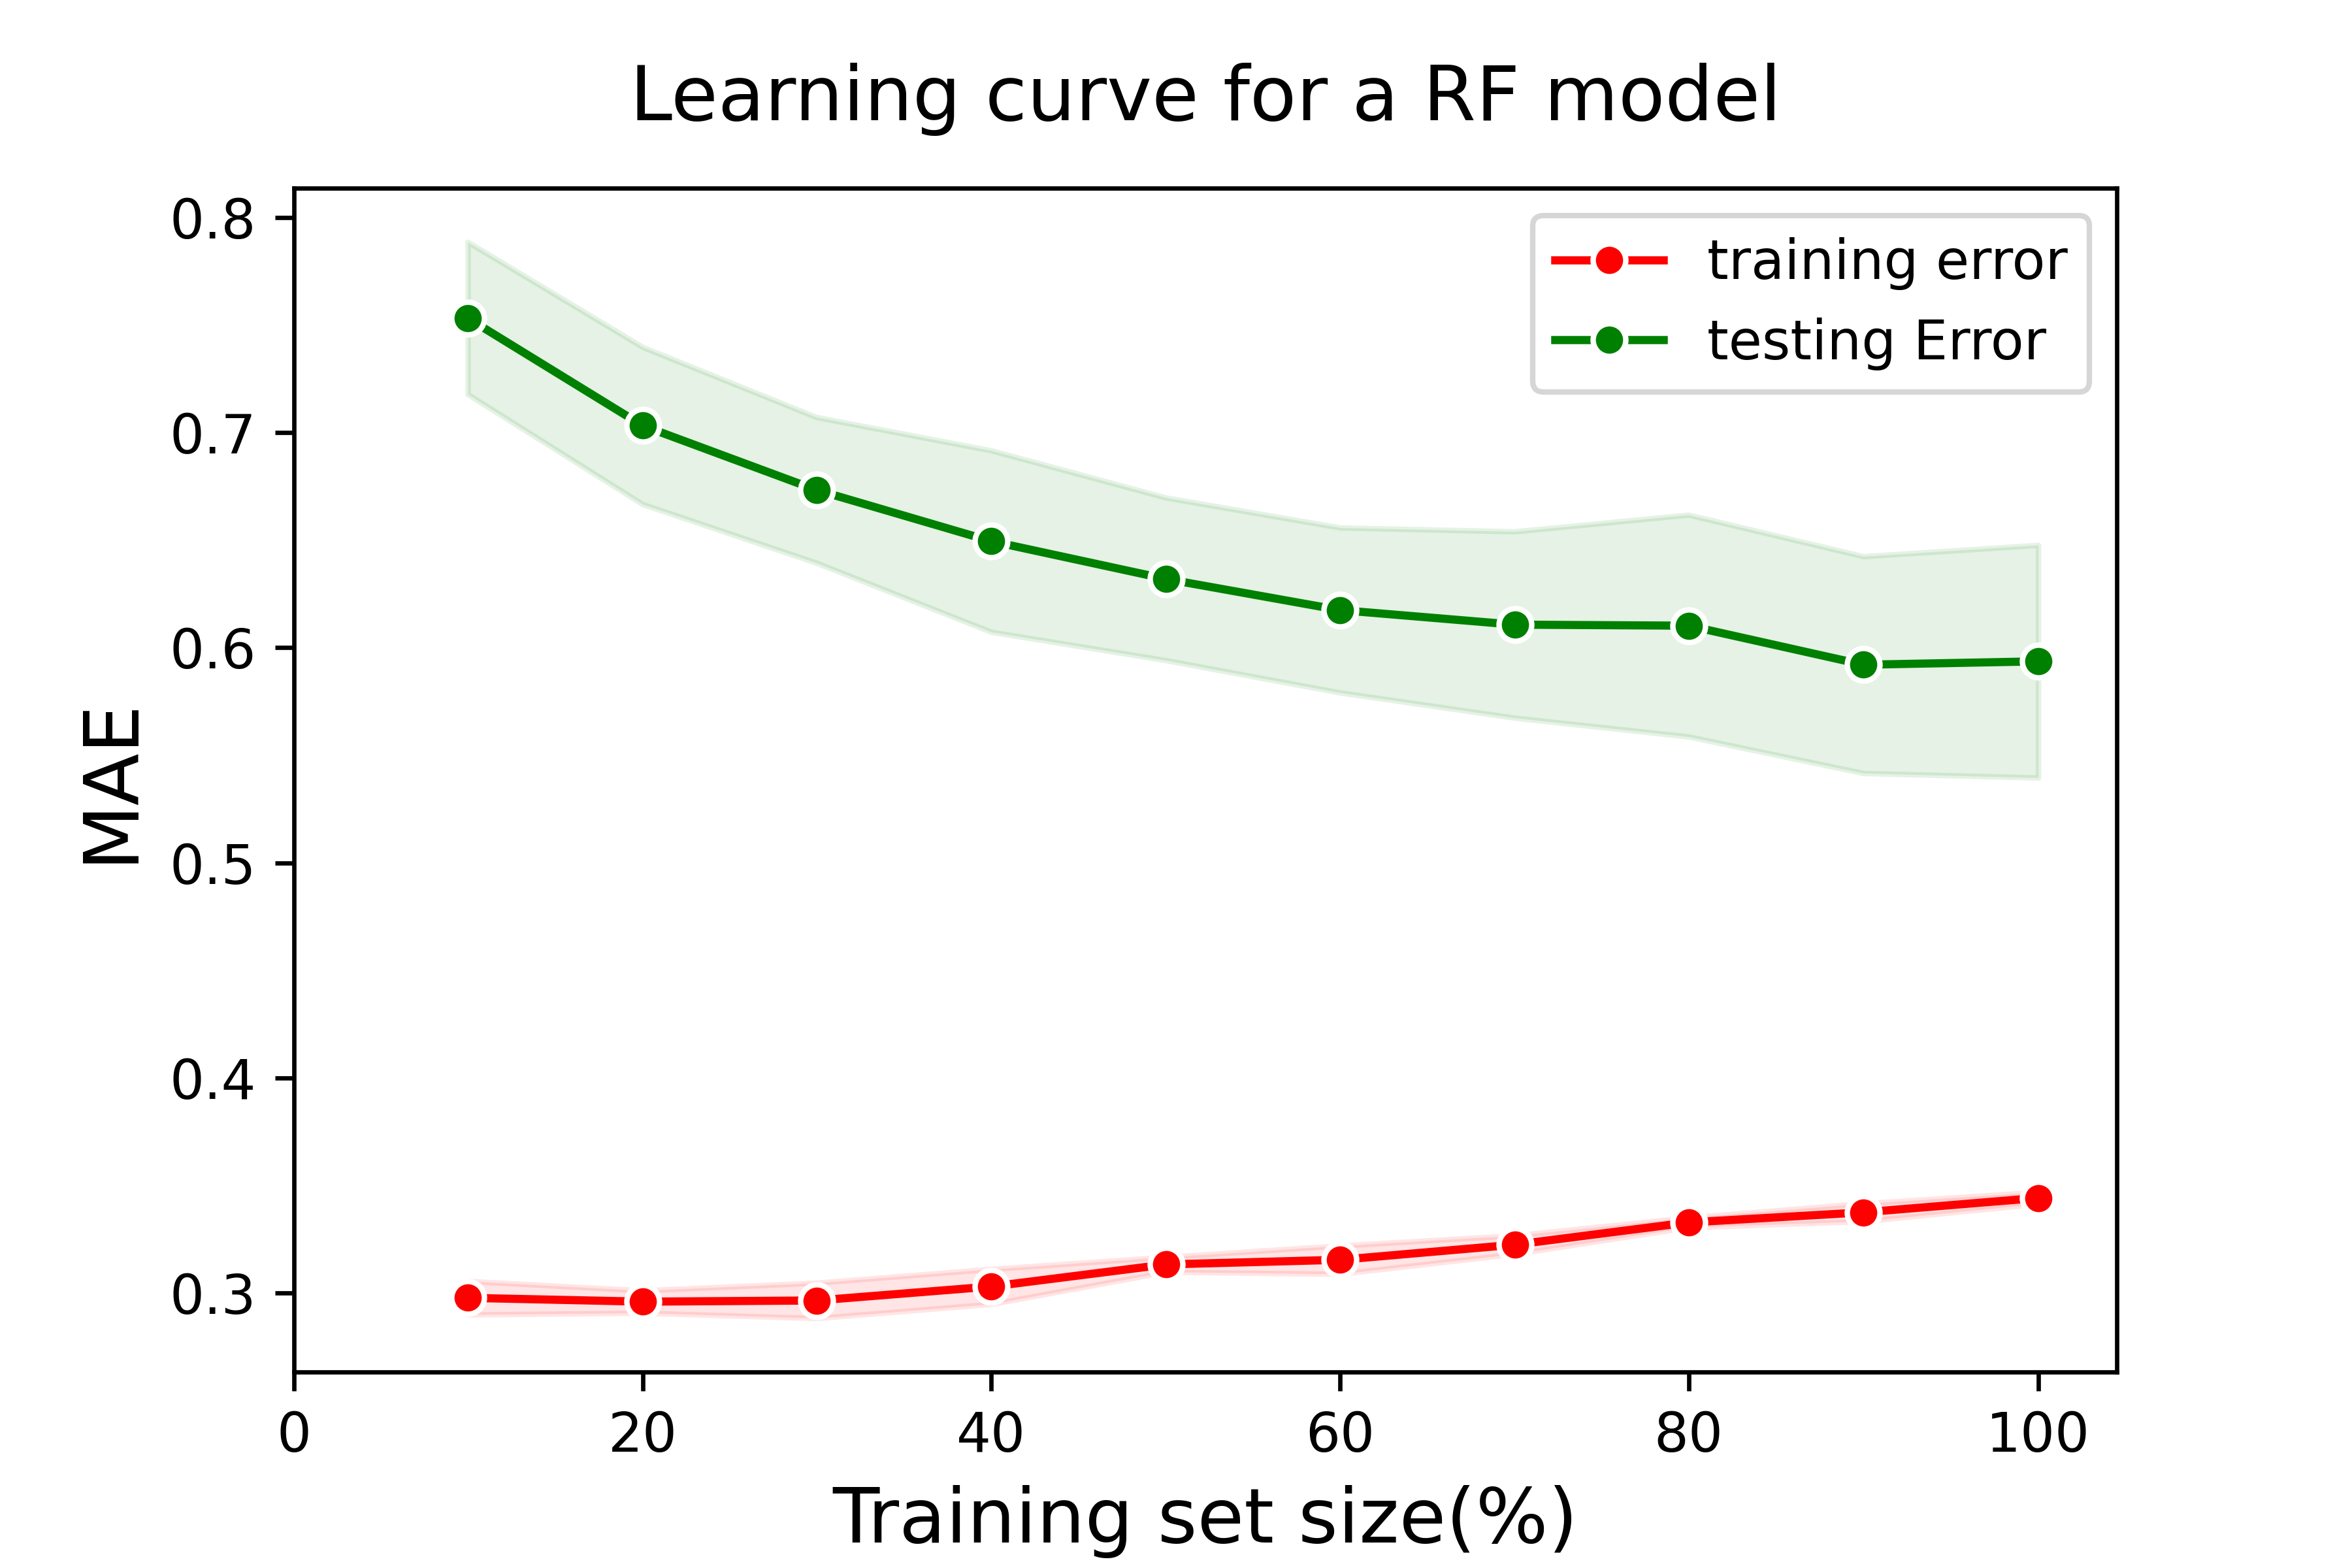 Learning curve for a RF model
training error
testing Error
MAE
0.8
0.7
0.6
0.5
0.4
0.3
0 20 40 60 80 100
Training set size(%)